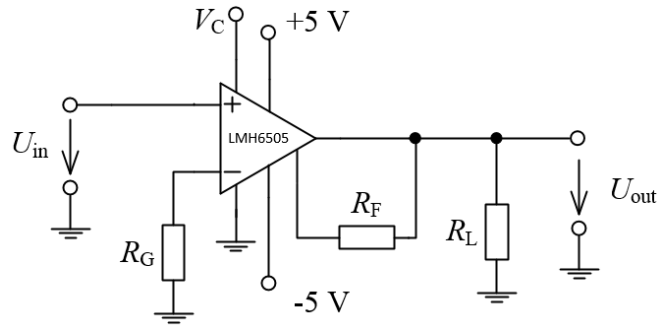 V_C
+5 V
+
LMH6505
U_in
−
R_F
U_out
R_G
R_L
-5 V